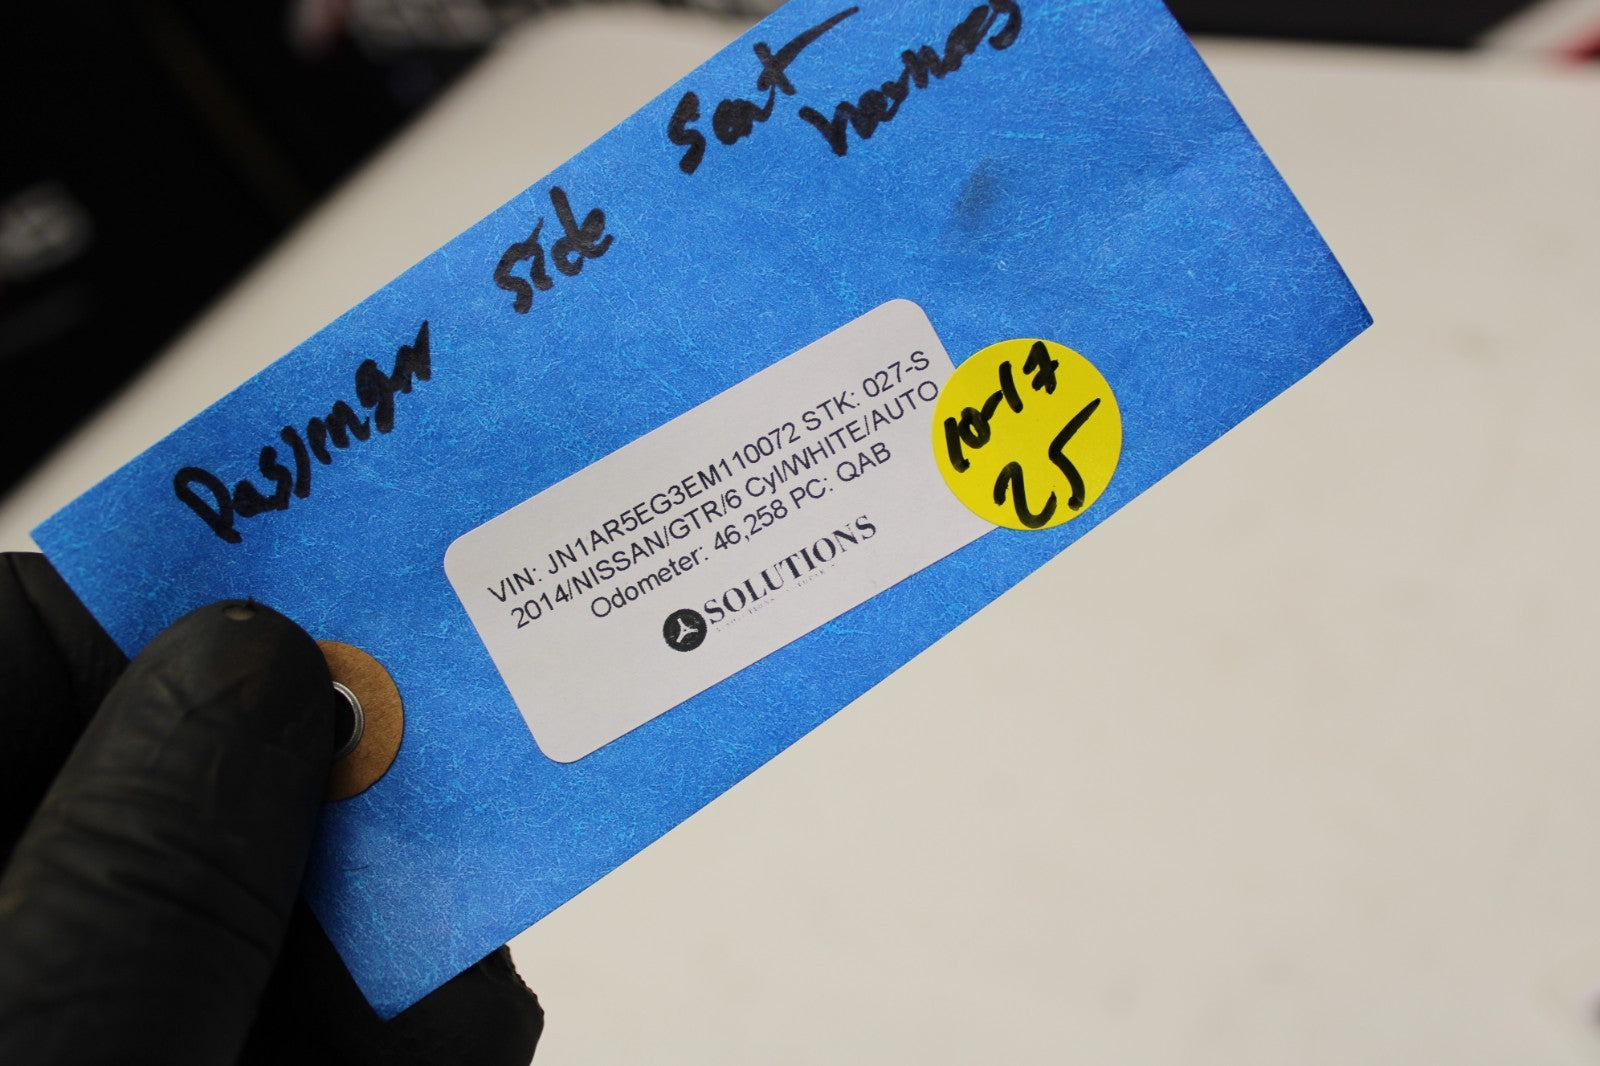 Passenger side Seat
harness
VIN: JN1AR5EG3EM110072 STK: 027-S
2014/NISSAN/GTR/6 Cyl/WHITE/AUTO
Odometer: 46,258 PC: QAB
SOLUTIONS
10-17
25